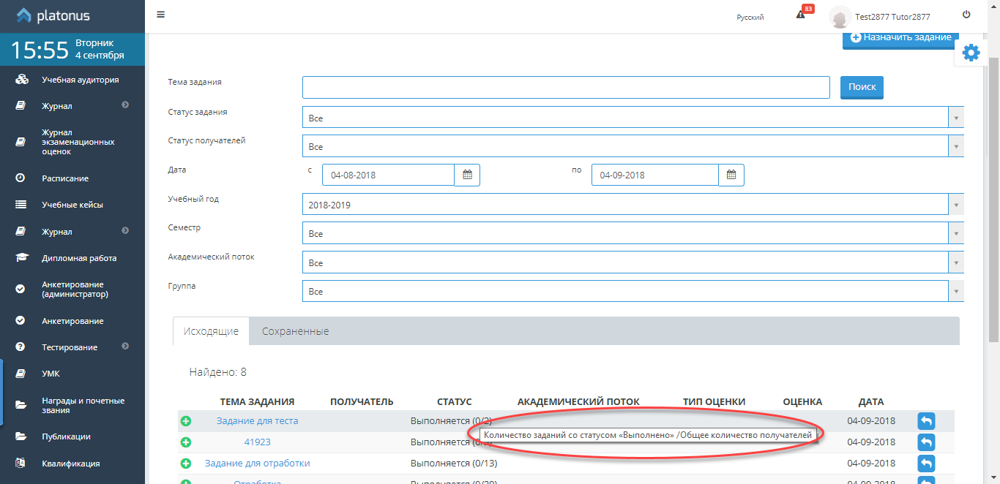 platonus
Русский
83
Test2877 Tutor2877
15:55
Вторник
4 сентября
Назначить задание
Учебная аудитория
Журнал
Журнал
экзаменационных
оценок
Расписание
Учебные кейсы
Журнал
Дипломная работа
Анкетирование
(администратор)
Анкетирование
Тестирование
УМК
Награды и почетные
звания
Публикации
Квалификация
Тема задания
Поиск
Статус задания
Все
Статус получателей
Все
Дата
с
04-08-2018
по
04-09-2018
Учебный год
2018-2019
Семестр
Все
Академический поток
Все
Группа
Все
Исходящие Сохраненные
Найдено: 8
ТЕМА ЗАДАНИЯ ПОЛУЧАТЕЛЬ СТАТУС АКАДЕМИЧЕСКИЙ ПОТОК ТИП ОЦЕНКИ ОЦЕНКА ДАТА
Задание для теста Выполняется (0/2) 04-09-2018
Количество заданий со статусом «Выполнено» /Общее количество получателей
41923 Выполняется 04-09-2018
Задание для отработки Выполняется (0/13) 04-09-2018
Отработка Выполняется (0/20) 04-09-2018